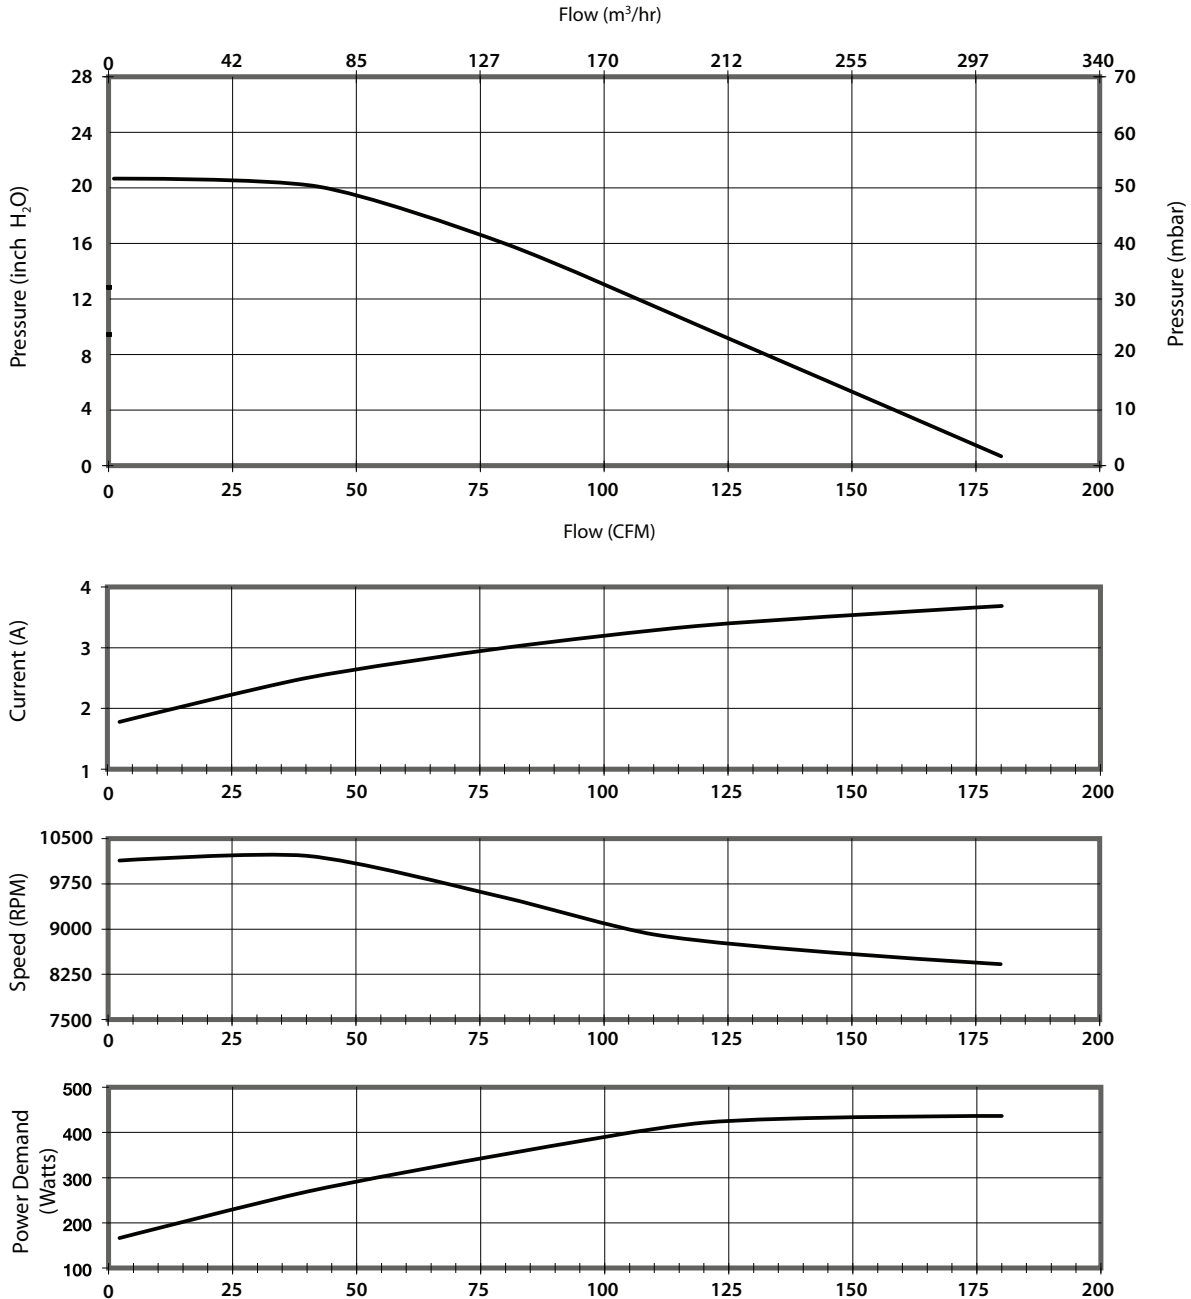 Flow (m³/hr)
0 42 85 127 170 212 255 297 340
28 70
24 60
20 50
16 40
12 30
8 20
4 10
0 0
Pressure (inch H₂O)
Pressure (mbar)
0 25 50 75 100 125 150 175 200
Flow (CFM)
4
3
2
1
Current (A)
0 25 50 75 100 125 150 175 200
10500
9750
9000
8250
7500
Speed (RPM)
0 25 50 75 100 125 150 175 200
500
400
300
200
100
Power Demand
(Watts)
0 25 50 75 100 125 150 175 200